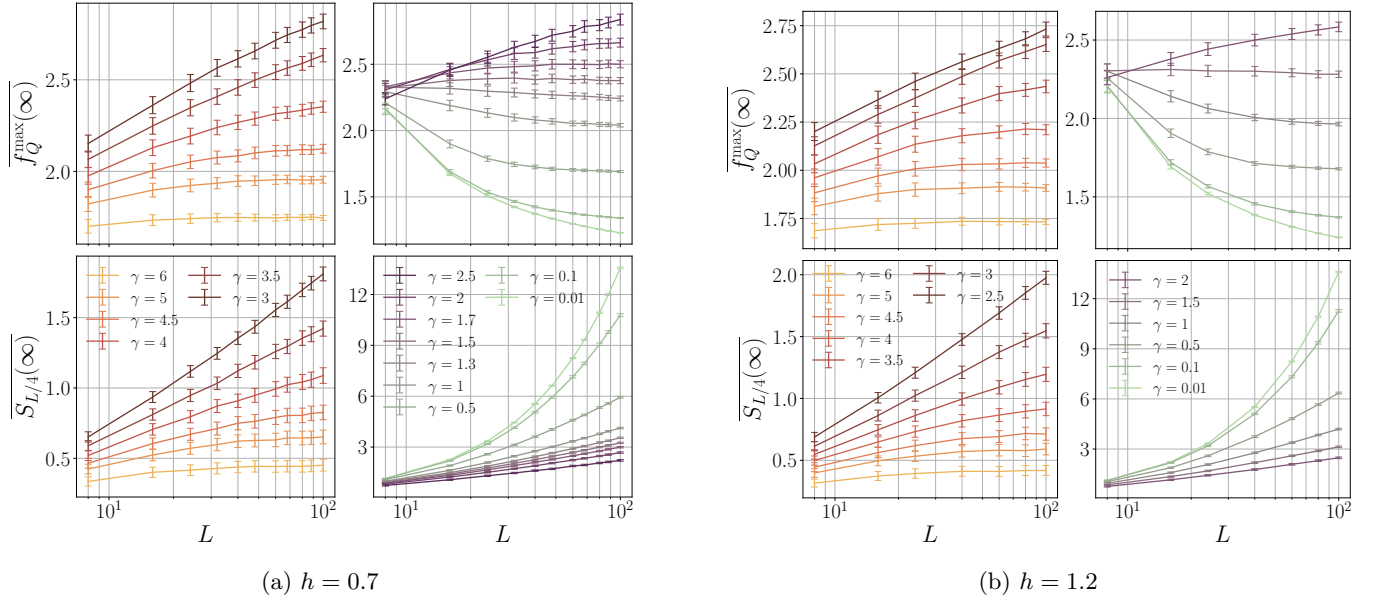 $\overline{f_Q^{\max}(\infty)}$
2.5
2.0
2.5
2.0
1.5
$\overline{S_{L/4}(\infty)}$
1.5
1.0
0.5
γ = 6
γ = 5
γ = 4.5
γ = 4
γ = 3.5
γ = 3
12
9
6
3
γ = 2.5
γ = 2
γ = 1.7
γ = 1.5
γ = 1.3
γ = 1
γ = 0.5
γ = 0.1
γ = 0.01
10¹
10²
10¹
10²
L
L
(a) h = 0.7
$\overline{f_Q^{\max}(\infty)}$
2.75
2.50
2.25
2.00
1.75
2.5
2.0
1.5
$\overline{S_{L/4}(\infty)}$
2.0
1.5
1.0
0.5
γ = 6
γ = 5
γ = 4.5
γ = 4
γ = 3.5
γ = 3
γ = 2.5
12
9
6
3
γ = 2
γ = 1.5
γ = 1
γ = 0.5
γ = 0.1
γ = 0.01
10¹
10²
10¹
10²
L
L
(b) h = 1.2